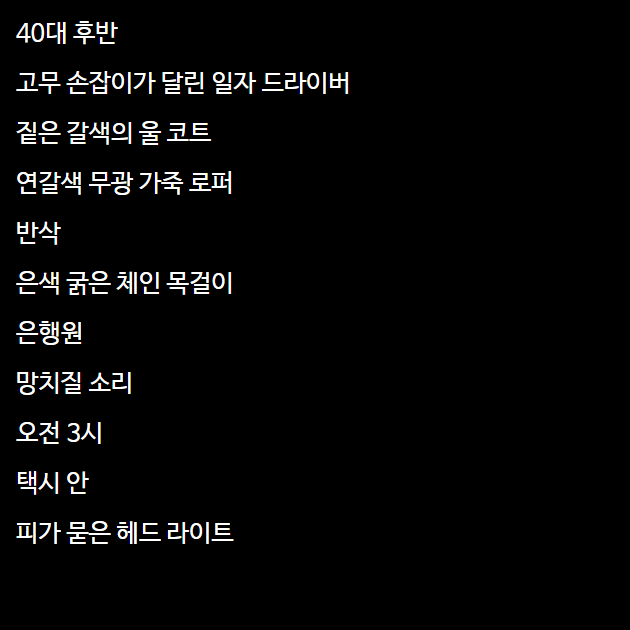 40대 후반
고무 손잡이가 달린 일자 드라이버
짙은 갈색의 울 코트
연갈색 무광 가죽 로퍼
반삭
은색 굵은 체인 목걸이
은행원
망치질 소리
오전 3시
택시 안
피가 묻은 헤드 라이트